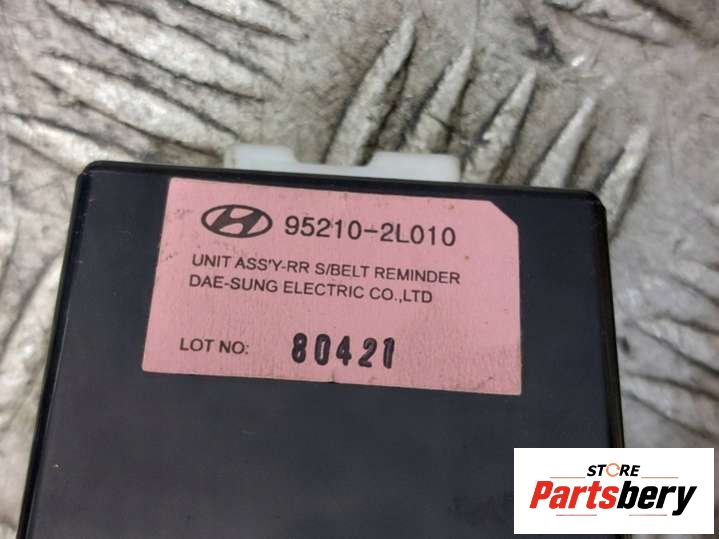 95210-2L010
UNIT ASS'Y-RR S/BELT REMINDER
DAE-SUNG ELECTRIC CO.,LTD
LOT NO: 80421
STORE
Partsbery